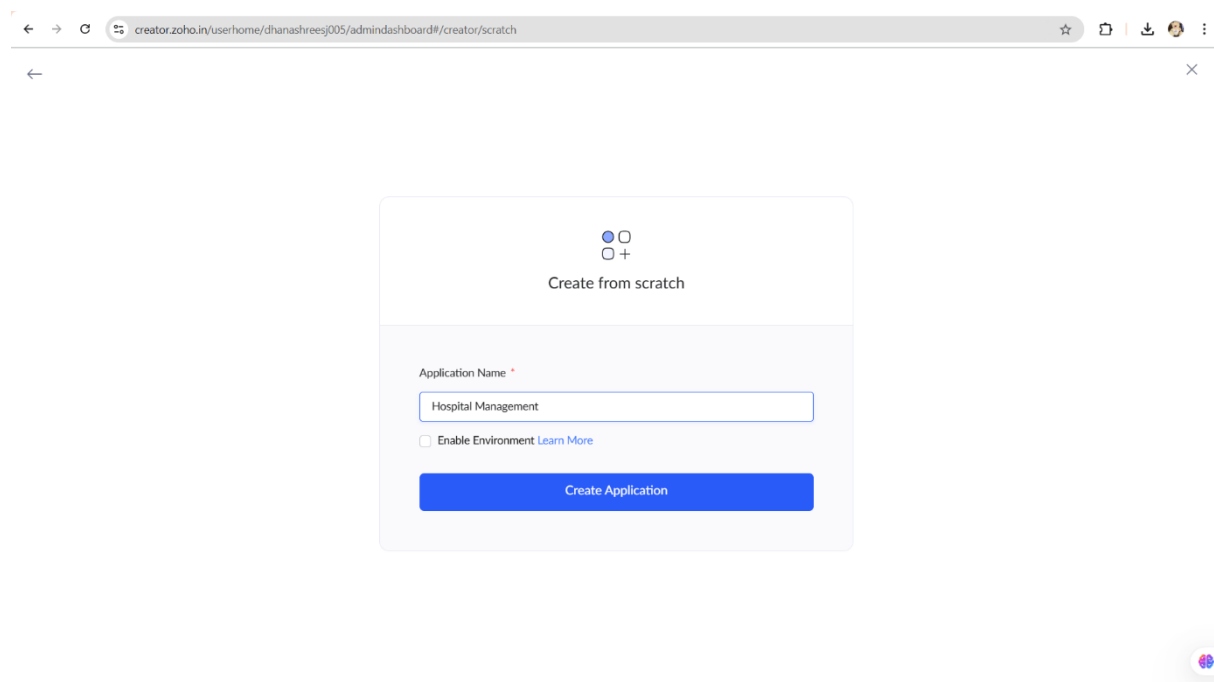 creator.zoho.in/userhome/dhanashreesj005/admindashboard#/creator/scratch
Create from scratch
Application Name *
Hospital Management
Enable Environment Learn More
Create Application